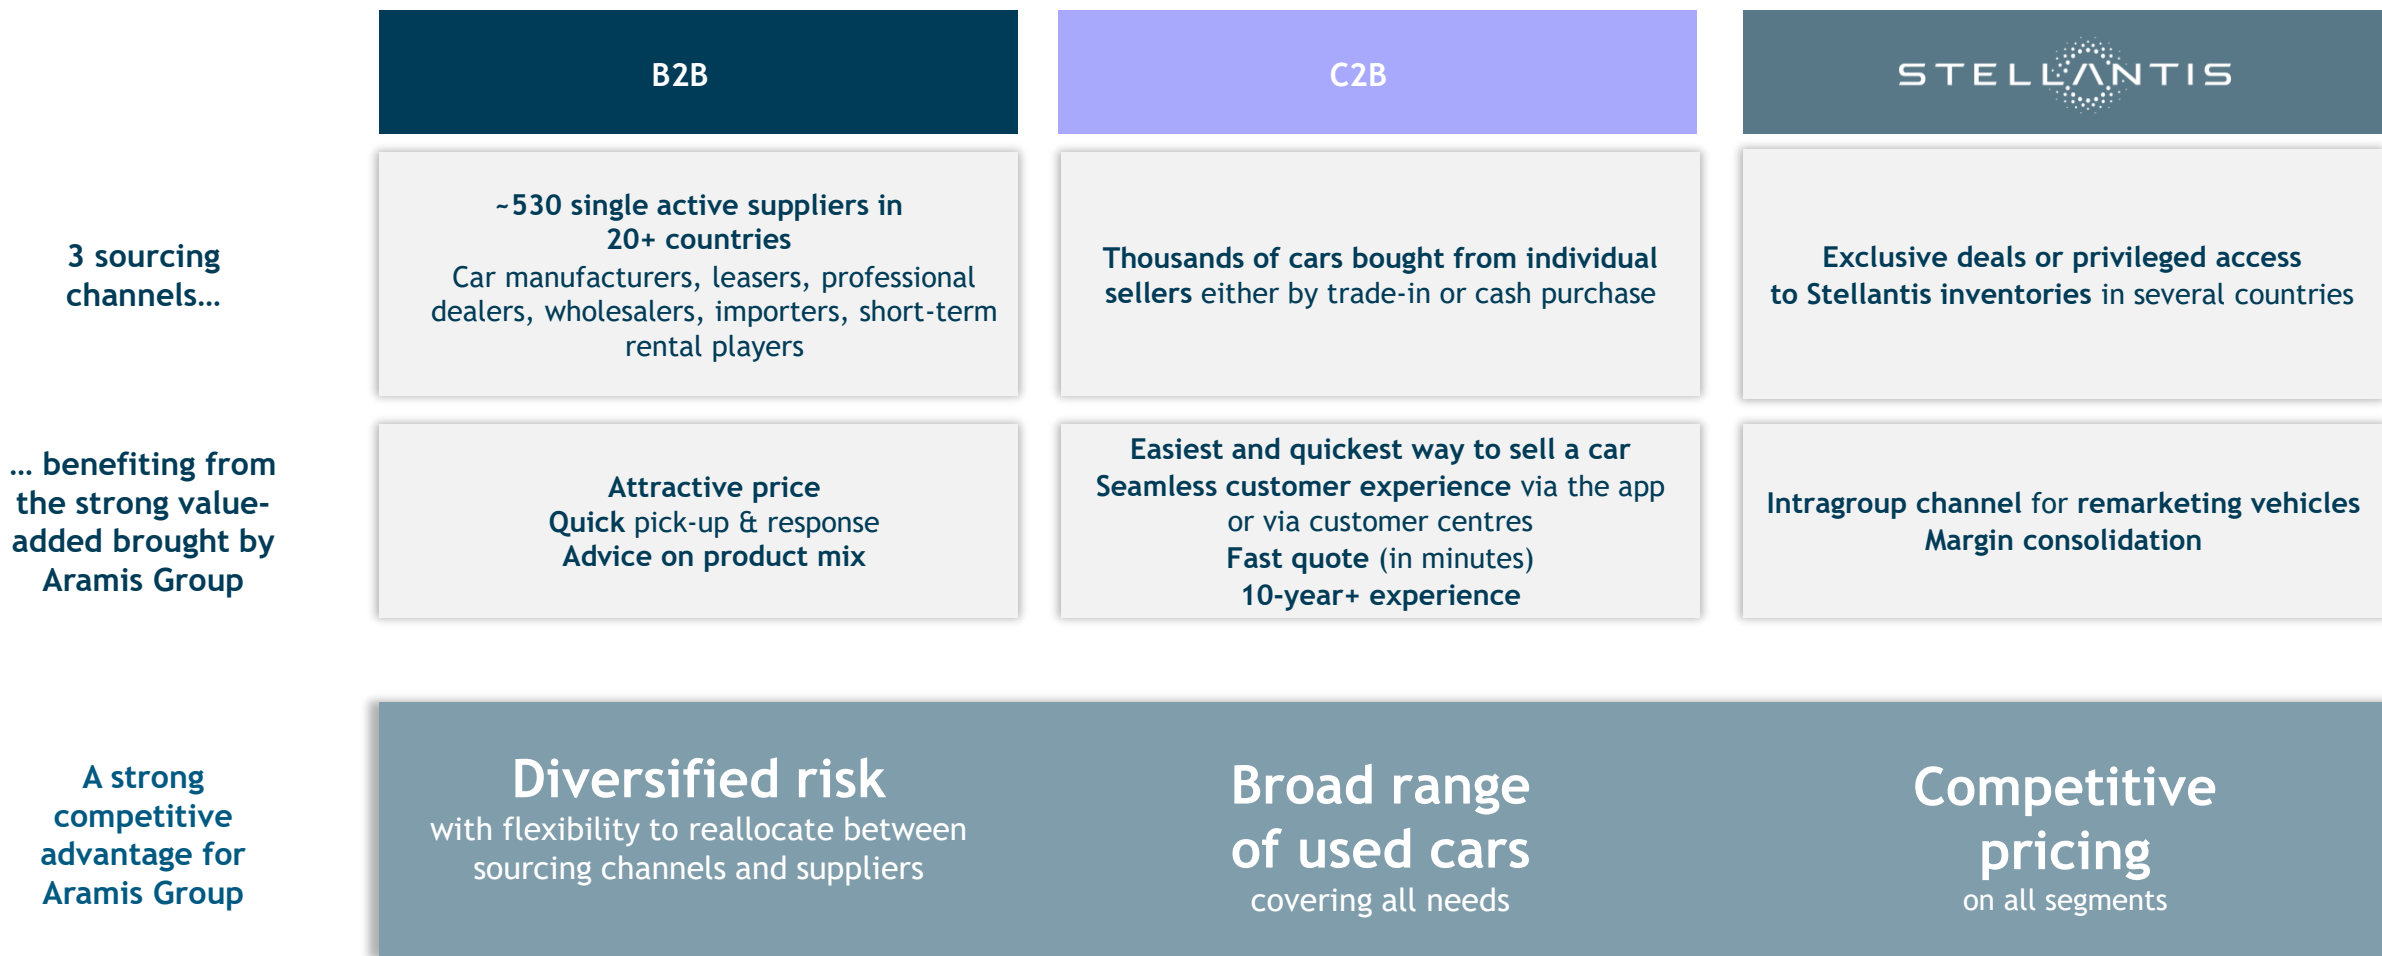 B2B
C2B
STELLANTIS
3 sourcing
channels…
~530 single active suppliers in
20+ countries
Car manufacturers, leasers, professional
dealers, wholesalers, importers, short-term
rental players
Thousands of cars bought from individual
sellers either by trade-in or cash purchase
Exclusive deals or privileged access
to Stellantis inventories in several countries
… benefiting from
the strong value-
added brought by
Aramis Group
Attractive price
Quick pick-up & response
Advice on product mix
Easiest and quickest way to sell a car
Seamless customer experience via the app
or via customer centres
Fast quote (in minutes)
10-year+ experience
Intragroup channel for remarketing vehicles
Margin consolidation
A strong
competitive
advantage for
Aramis Group
Diversified risk
with flexibility to reallocate between
sourcing channels and suppliers
Broad range
of used cars
covering all needs
Competitive
pricing
on all segments